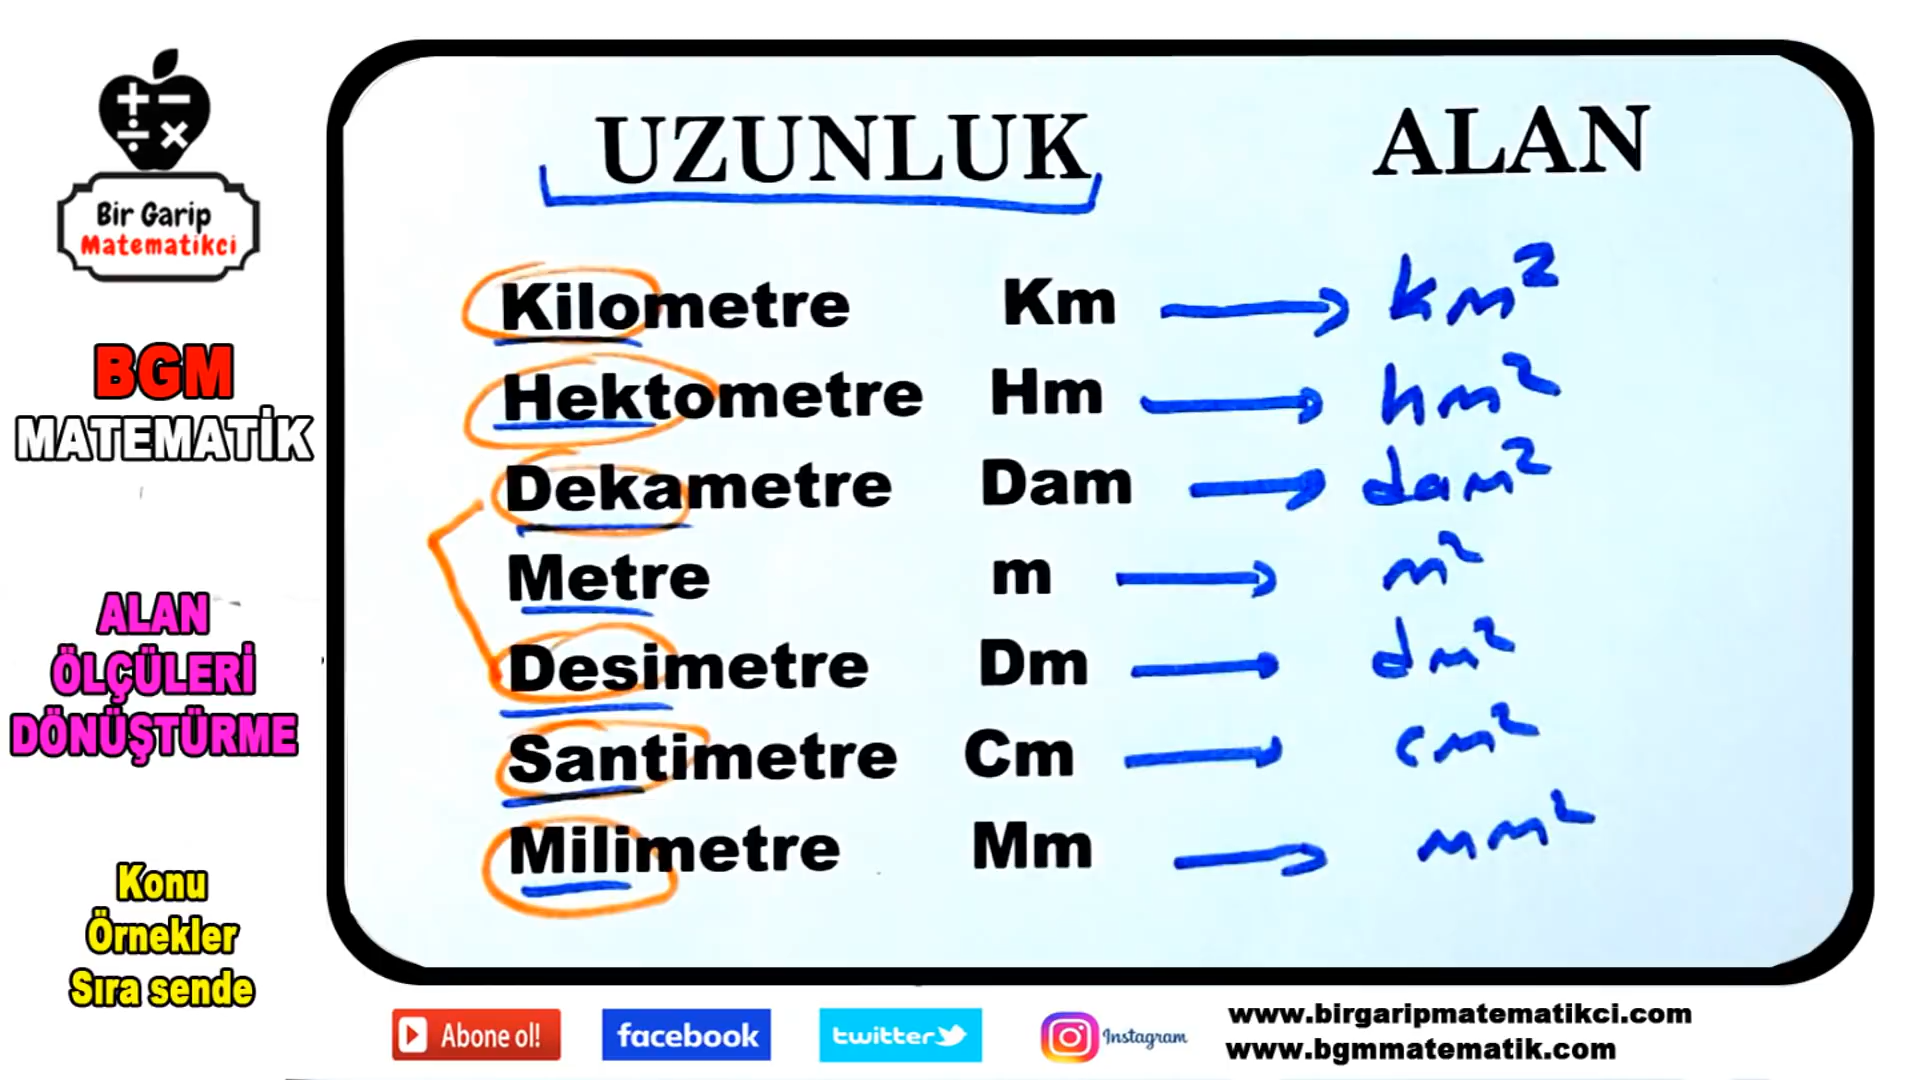 Bir Garip
Matematikci
BGM
MATEMATİK
ALAN
ÖLÇÜLERİ
DÖNÜŞTÜRME
Konu
Örnekler
Sıra sende
UZUNLUK ALAN
Kilometre Km km²
Hektometre Hm hm²
Dekametre Dam dam²
Metre m m²
Desimetre Dm dm²
Santimetre Cm cm²
Milimetre Mm mm²
Abone ol!
facebook
twitter
Instagram
www.birgaripmatematikci.com
www.bgmmatematik.com